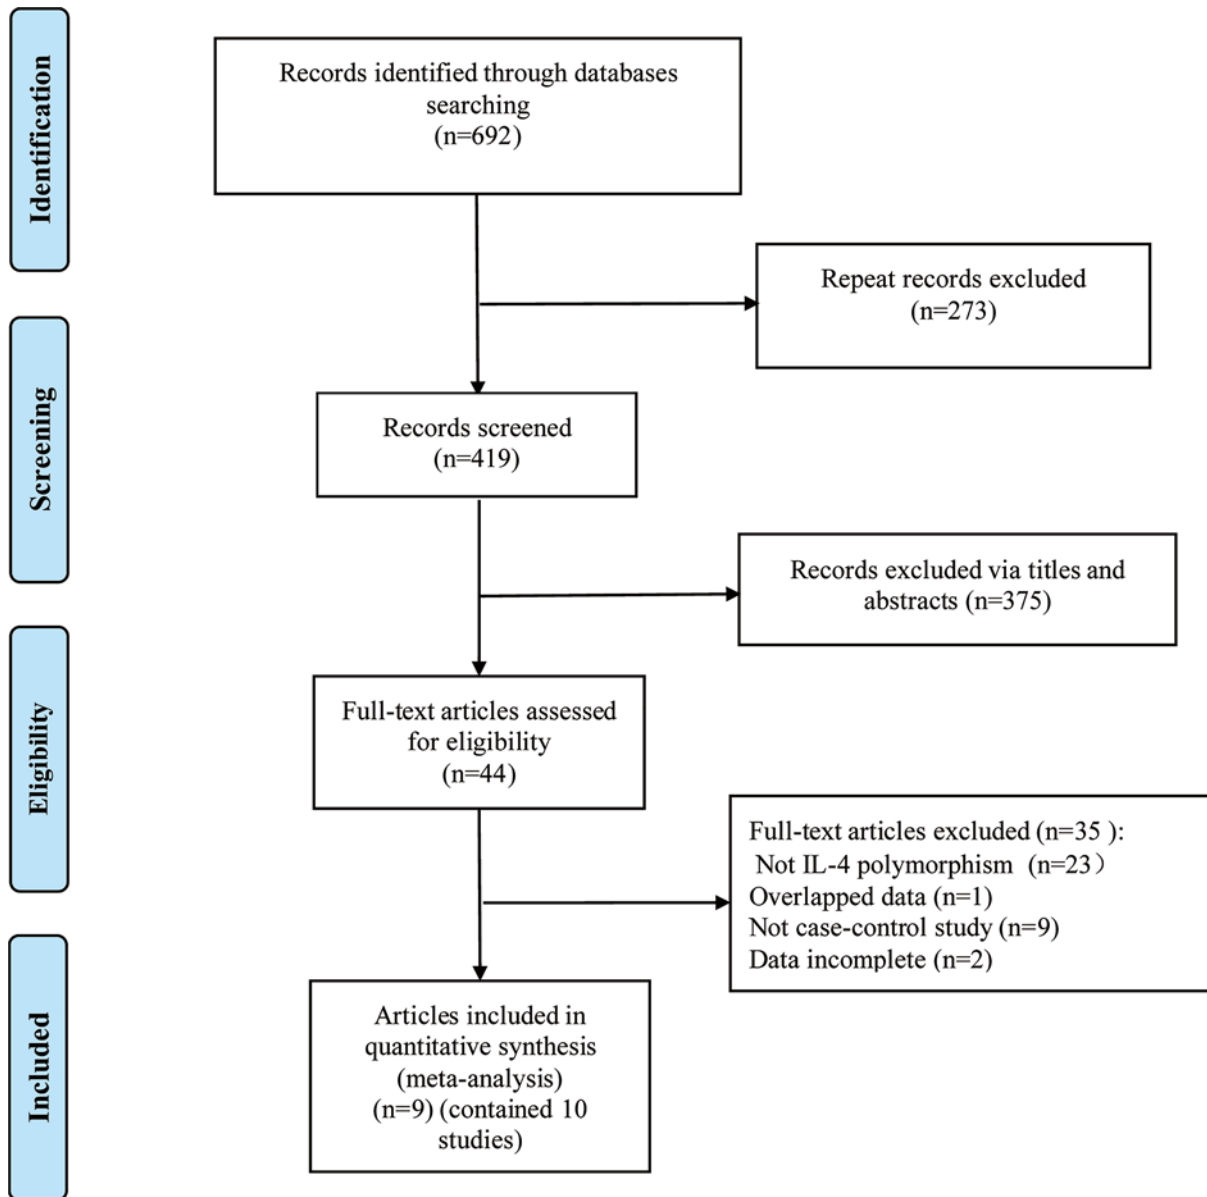 Identification
Records identified through databases
searching
(n=692)
Repeat records excluded
(n=273)
Screening
Records screened
(n=419)
Records excluded via titles and
abstracts (n=375)
Eligibility
Full-text articles assessed
for eligibility
(n=44)
Full-text articles excluded (n=35 ):
Not IL-4 polymorphism (n=23）
Overlapped data (n=1)
Not case-control study (n=9)
Data incomplete (n=2)
Included
Articles included in
quantitative synthesis
(meta-analysis)
(n=9) (contained 10
studies)